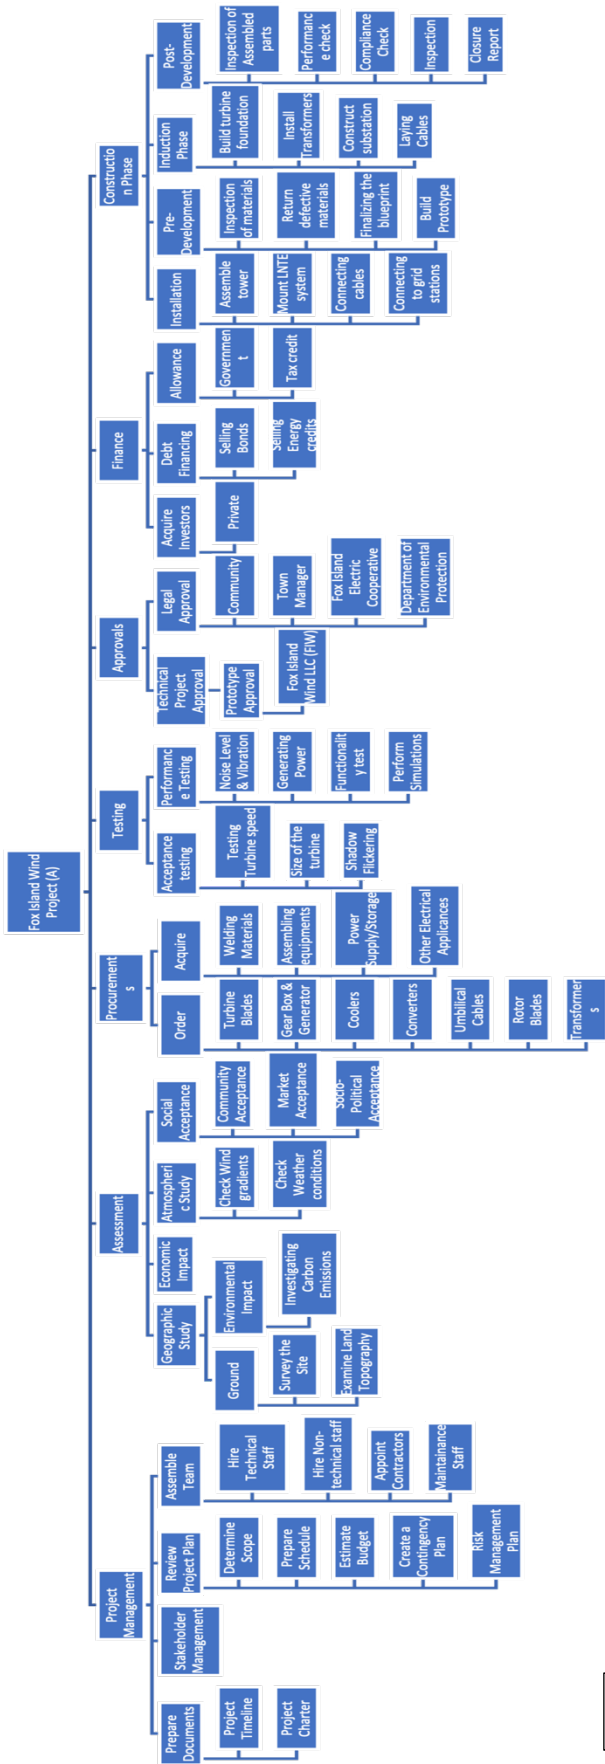 Fox Island Wind
Project (A)
Project
Management
Prepare
Documents
Project
Timeline
Project
Charter
Stakeholder
Management
Review
Project Plan
Determine
Scope
Prepare
Schedule
Estimate
Budget
Create a
Contingency
Plan
Risk
Management
Plan
Assemble
Team
Hire
Technical
Staff
Hire Non-
technical staff
Appoint
Contractors
Maintainance
Staff
Assessment
Geographic
Study
Ground
Survey the
Site
Examine Land
Topography
Environmental
Impact
Investigating
Carbon
Emissions
Economic
Impact
Atmospheri
c Study
Check Wind
gradients
Check
Weather
conditions
Social
Acceptance
Community
Acceptance
Market
Acceptance
Socio-
Political
Acceptance
Procurement
s
Order
Turbine
Blades
Gear Box &
Generator
Coolers
Converters
Umbilical
Cables
Rotor
Blades
Transformer
s
Acquire
Welding
Materials
Assembling
equipments
Power
Supply/Storage
Other Electrical
Applicances
Testing
Acceptance
testing
Testing
Turbine speed
Size of the
turbine
Shadow
Flickering
Performanc
e Testing
Noise Level
& Vibration
Generating
Power
Functionalit
y test
Perform
Simulations
Approvals
Technical
Project
Approval
Prototype
Approval
Fox Island
Wind LLC (FIW)
Legal
Approval
Community
Town
Manager
Fox Island
Electric
Cooperative
Department of
Environmental
Protection
Finance
Acquire
Investors
Private
Debt
Financing
Selling
Bonds
Selling
Energy
credits
Allowance
Governmen
t
Tax credit
Constructio
n Phase
Installation
Assemble
tower
Mount LNTE
system
Connecting
cables
Connecting
to grid
stations
Pre-
Development
Inspection
of materials
Return
defective
materials
Finalizing the
blueprint
Build
Prototype
Induction
Phase
Build turbine
foundation
Install
Transformers
Construct
substation
Laying
Cables
Post-
Development
Inspection of
Assembled
parts
Performanc
e check
Compliance
Check
Inspection
Closure
Report